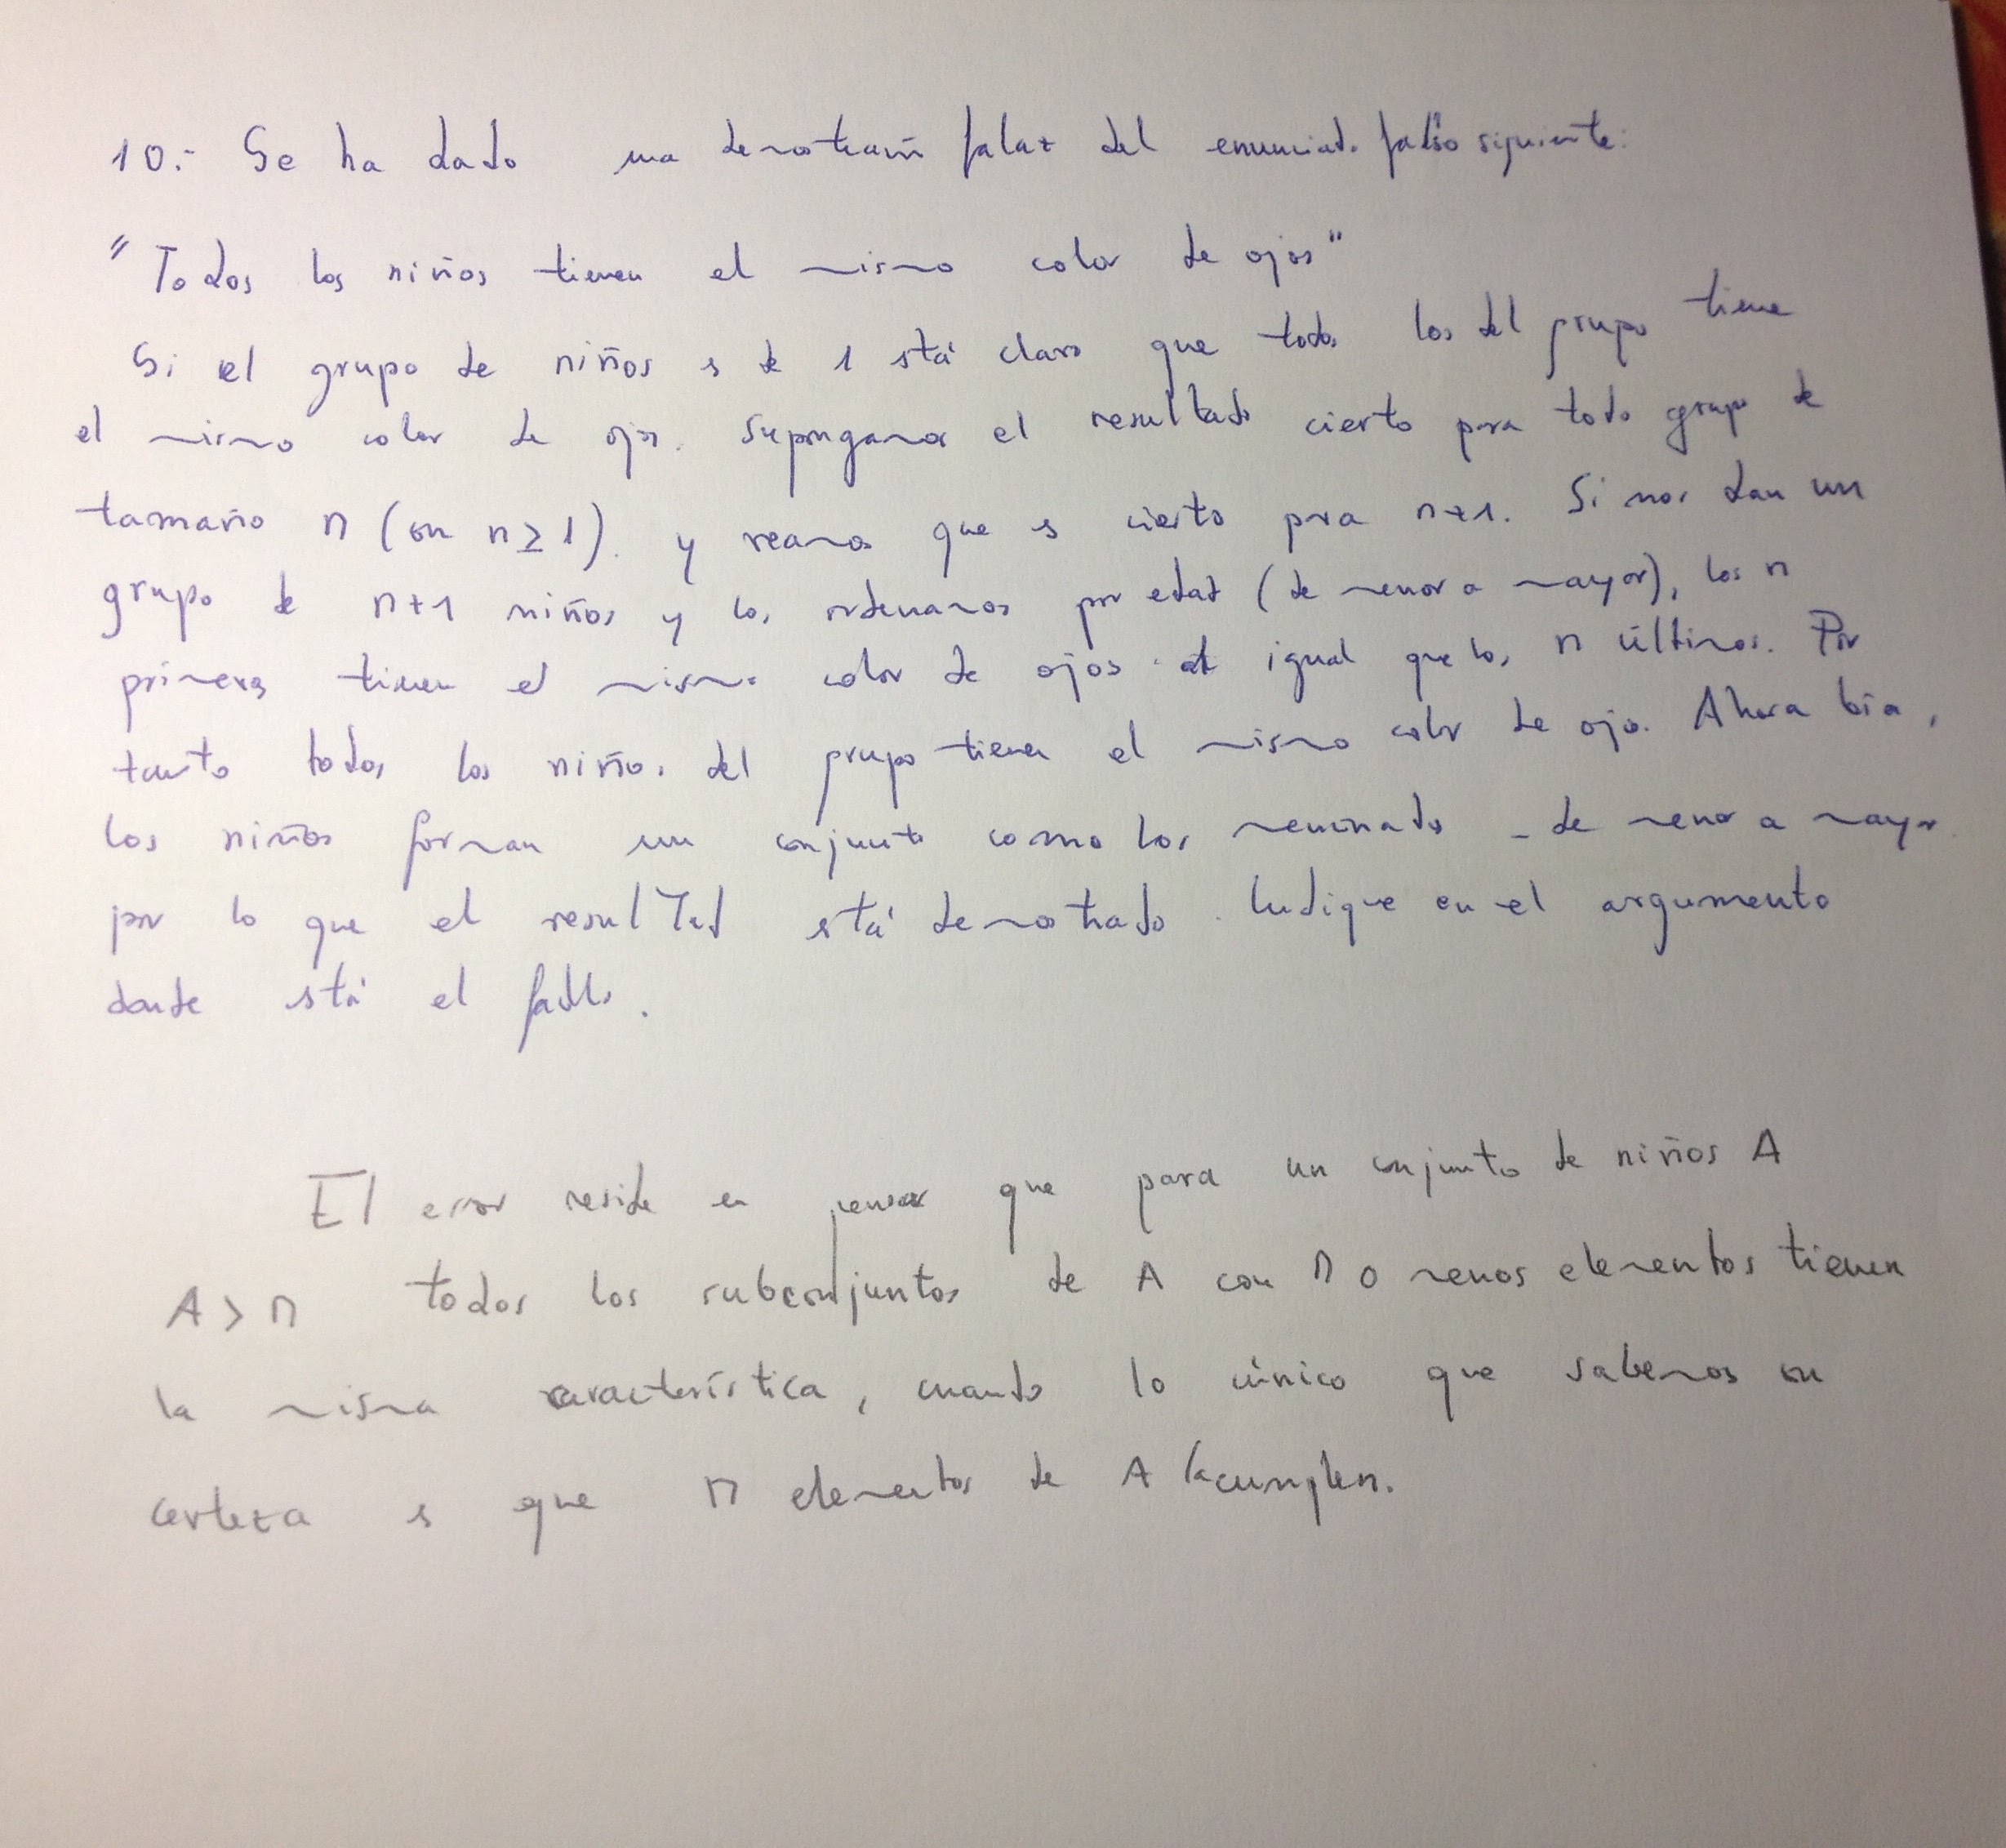 10.- Se ha dado una demostración falaz del enunciado falso siguiente:
"Todos los niños tienen el mismo color de ojos"
Si el grupo de niños es de 1 está claro que todos los del grupo tiene
el mismo color de ojos. Supongamos el resultado cierto para todo grupo de
tamaño n (con n ≥ 1). y veamos que es cierto para n+1. Si nos dan un
grupo de n+1 niños y los ordenamos por edad (de menor a mayor), los n
primeros tienen el mismo color de ojos al igual que los n últimos. Por
tanto todos los niños del grupo tienen el mismo color de ojos. Ahora bien,
los niños forman un conjunto como los mencionados - de menor a mayor
por lo que el resultado está demostrado. Indique en el argumento
donde está el fallo.
El error reside en pensar que para un conjunto de niños A
A > n todos los subconjuntos de A con n o menos elementos tienen
la misma característica, cuando lo único que sabemos con
certeza es que n elementos de A la cumplen.